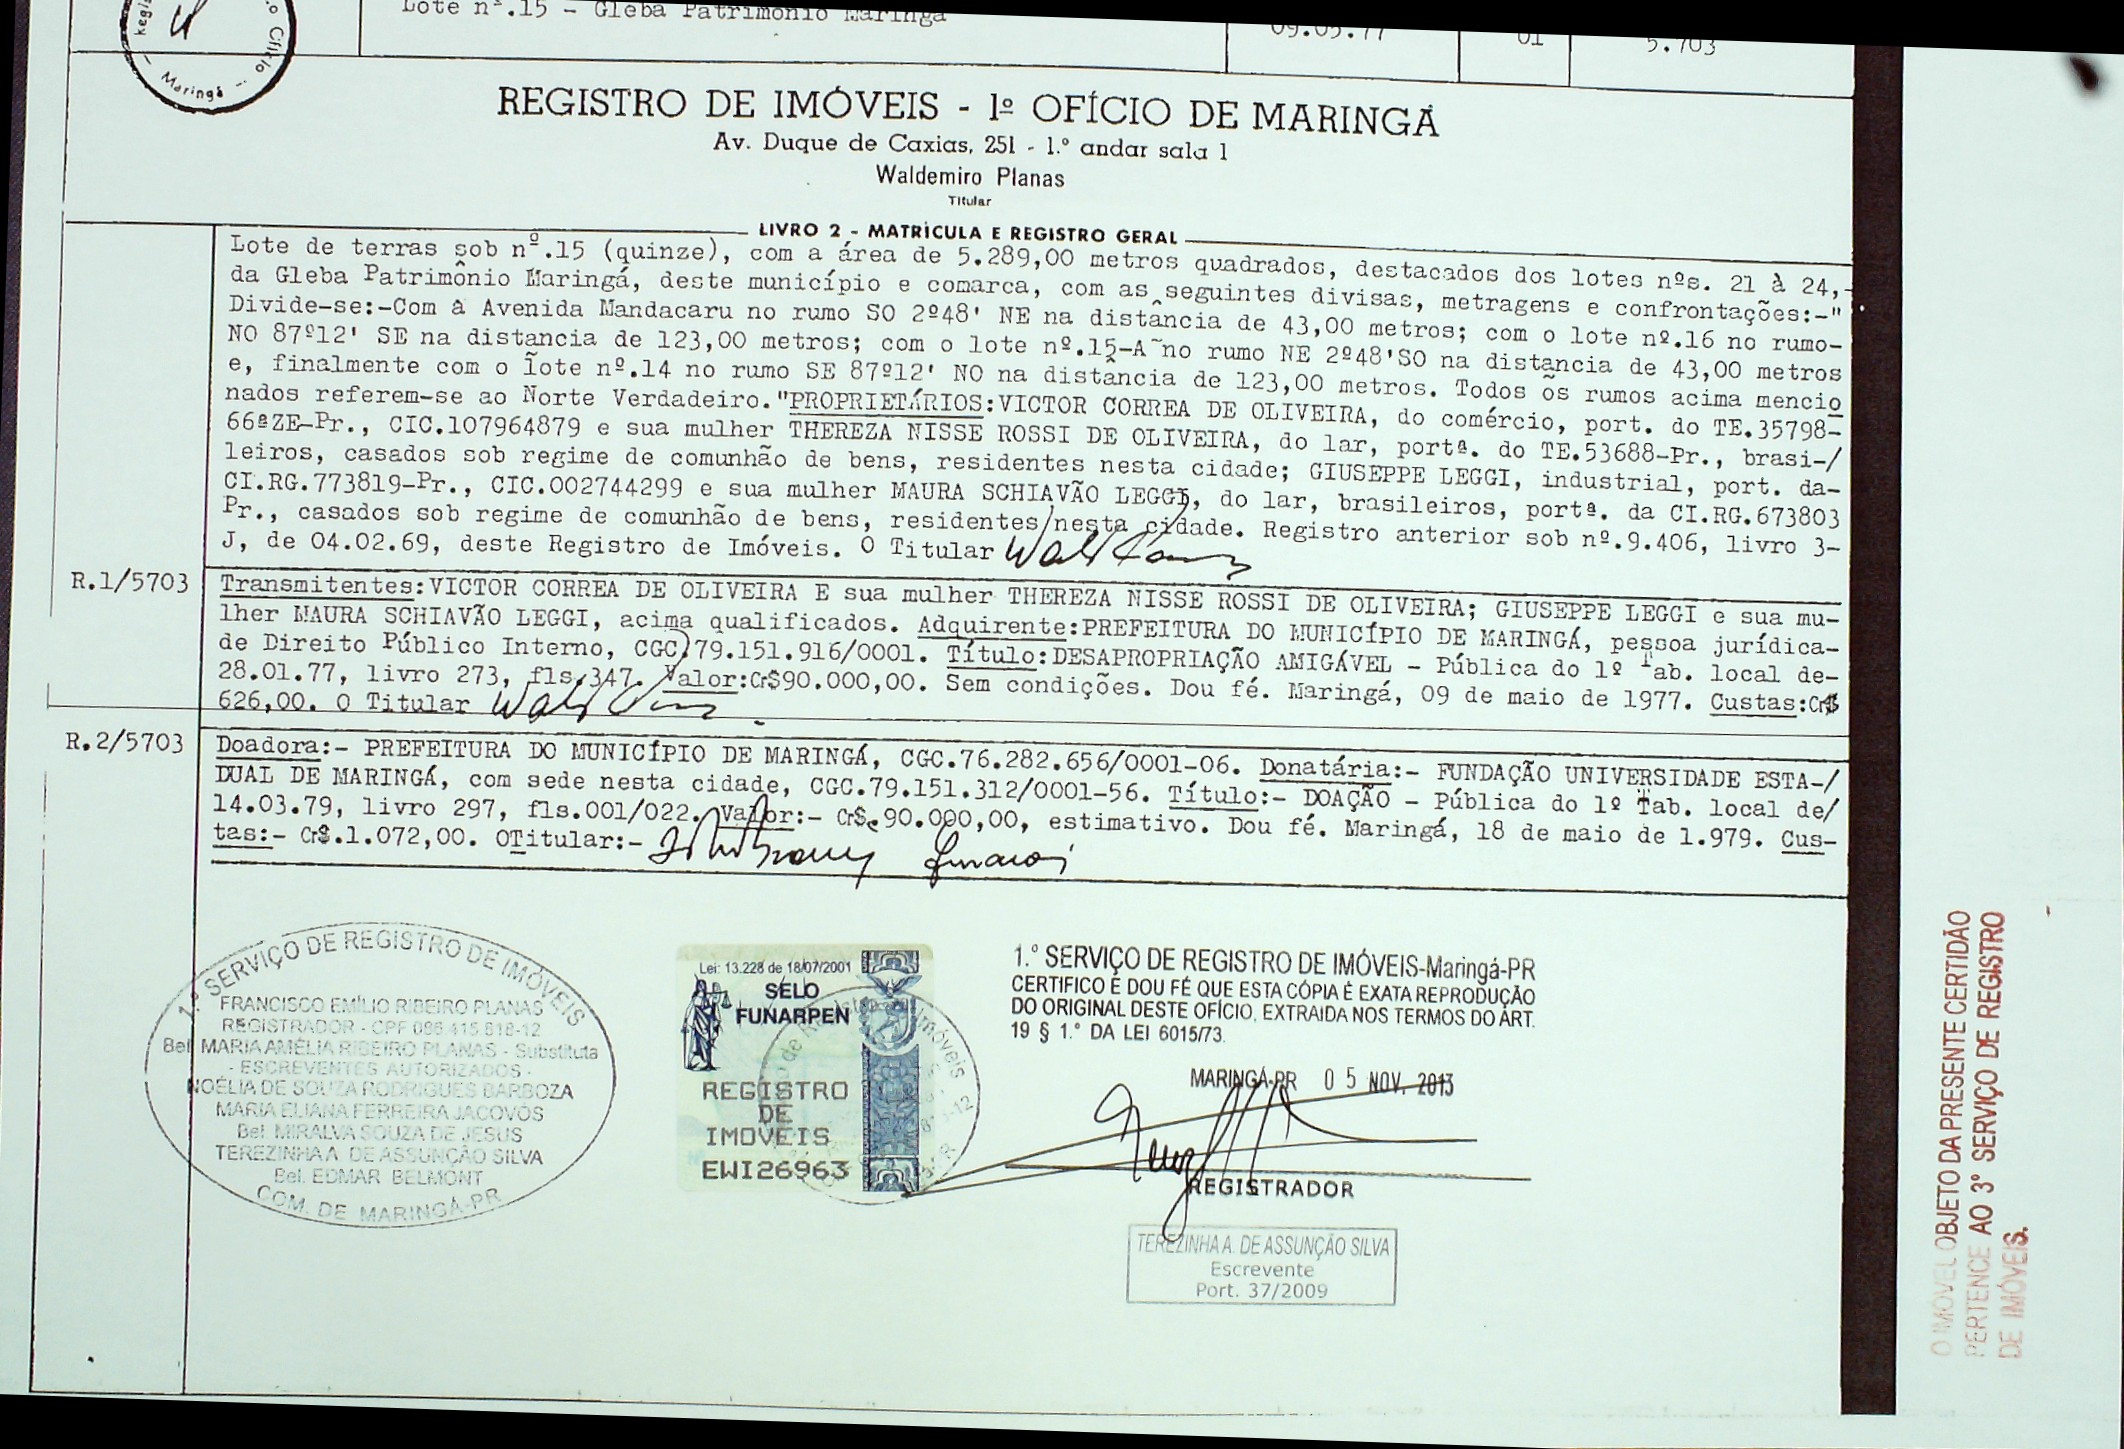 Lote nº.15 - Gleba Patrimônio Maringá
09.05.77
01
5.703
Maringá
REGISTRO DE IMÓVEIS - 1º OFÍCIO DE MARINGÁ
Av. Duque de Caxias, 251 - 1.º andar sala 1
Waldemiro Planas
Titular
LIVRO 2 - MATRÍCULA E REGISTRO GERAL
Lote de terras sob nº.15 (quinze), com a área de 5.289,00 metros quadrados, destacados dos lotes nºs. 21 à 24,-
da Gleba Patrimônio Maringá, deste município e comarca, com as seguintes divisas, metragens e confrontações:-"
Divide-se:-Com a Avenida Mandacaru no rumo SO 2º48' NE na distância de 43,00 metros; com o lote nº.16 no rumo-
NO 87º12' SE na distancia de 123,00 metros; com o lote nº.15-A no rumo NE 2º48'SO na distância de 43,00 metros
e, finalmente com o lote nº.14 no rumo SE 87º12' NO na distância de 123,00 metros. Todos os rumos acima mencio
nados referem-se ao Norte Verdadeiro."PROPRIETÁRIOS:VICTOR CORREA DE OLIVEIRA, do comércio, port. do TE.35798-
66ªZE-Pr., CIC.107964879 e sua mulher THEREZA NISSE ROSSI DE OLIVEIRA, do lar, portª. do TE.53688-Pr., brasi-/
leiros, casados sob regime de comunhão de bens, residentes nesta cidade; GIUSEPPE LEGGI, industrial, port. da-
CI.RG.773819-Pr., CIC.002744299 e sua mulher MAURA SCHIAVÃO LEGGI, do lar, brasileiros, portª. da CI.RG.673803
Pr., casados sob regime de comunhão de bens, residentes nesta cidade. Registro anterior sob nº.9.406, livro 3-
J, de 04.02.69, deste Registro de Imóveis. O Titular
R.1/5703
Transmitentes:VICTOR CORREA DE OLIVEIRA E sua mulher THEREZA NISSE ROSSI DE OLIVEIRA; GIUSEPPE LEGGI e sua mu-
lher MAURA SCHIAVÃO LEGGI, acima qualificados. Adquirente:PREFEITURA DO MUNICÍPIO DE MARINGÁ, pessoa jurídica-
de Direito Público Interno, CGC.79.151.916/0001. Título:DESAPROPRIAÇÃO AMIGÁVEL - Pública do 1º Tab. local de-
28.01.77, livro 273, fls.347. Valor:Cr$90.000,00. Sem condições. Dou fé. Maringá, 09 de maio de 1977. Custas:Cr$
626,00. O Titular
R.2/5703
Doadora:- PREFEITURA DO MUNICÍPIO DE MARINGÁ, CGC.76.282.656/0001-06. Donatária:- FUNDAÇÃO UNIVERSIDADE ESTA-/
DUAL DE MARINGÁ, com sede nesta cidade, CGC.79.151.312/0001-56. Título:- DOAÇÃO - Pública do 1º Tab. local de/
14.03.79, livro 297, fls.001/022. Valor:- Cr$.90.000,00, estimativo. Dou fé. Maringá, 18 de maio de 1.979. Cus-
tas:- Cr$.1.072,00. OTitular:-
1.º SERVIÇO DE REGISTRO DE IMÓVEIS
FRANCISCO EMÍLIO RIBEIRO PLANAS
REGISTRADOR - CPF 086 415 818-12
Bel MARIA AMÉLIA RIBEIRO PLANAS - Substituta
- ESCREVENTES AUTORIZADOS -
NOÉLIA DE SOUZA RODRIGUES BARBOZA
MARIA ELIANA FERREIRA JACOVÓS
Bel. MIRALVA SOUZA DE JESUS
TEREZINHA A. DE ASSUNÇÃO SILVA
Bel. EDMAR BELMONT
COM. DE MARINGÁ-PR
Lei: 13.228 de 18/07/2001
SELO
FUNARPEN
REGISTRO
DE
IMOVEIS
EWI26963
1.º SERVIÇO DE REGISTRO DE IMÓVEIS-Maringá-PR
CERTIFICO E DOU FÉ QUE ESTA CÓPIA É EXATA REPRODUÇÃO
DO ORIGINAL DESTE OFÍCIO, EXTRAIDA NOS TERMOS DO ART.
19 § 1.º DA LEI 6015/73.
MARINGÁ-PR 05 NOV. 2013
REGISTRADOR
TEREZINHA A. DE ASSUNÇÃO SILVA
Escrevente
Port. 37/2009
O IMÓVEL OBJETO DA PRESENTE CERTIDÃO
PERTENCE AO 3º SERVIÇO DE REGISTRO
DE IMÓVEIS.